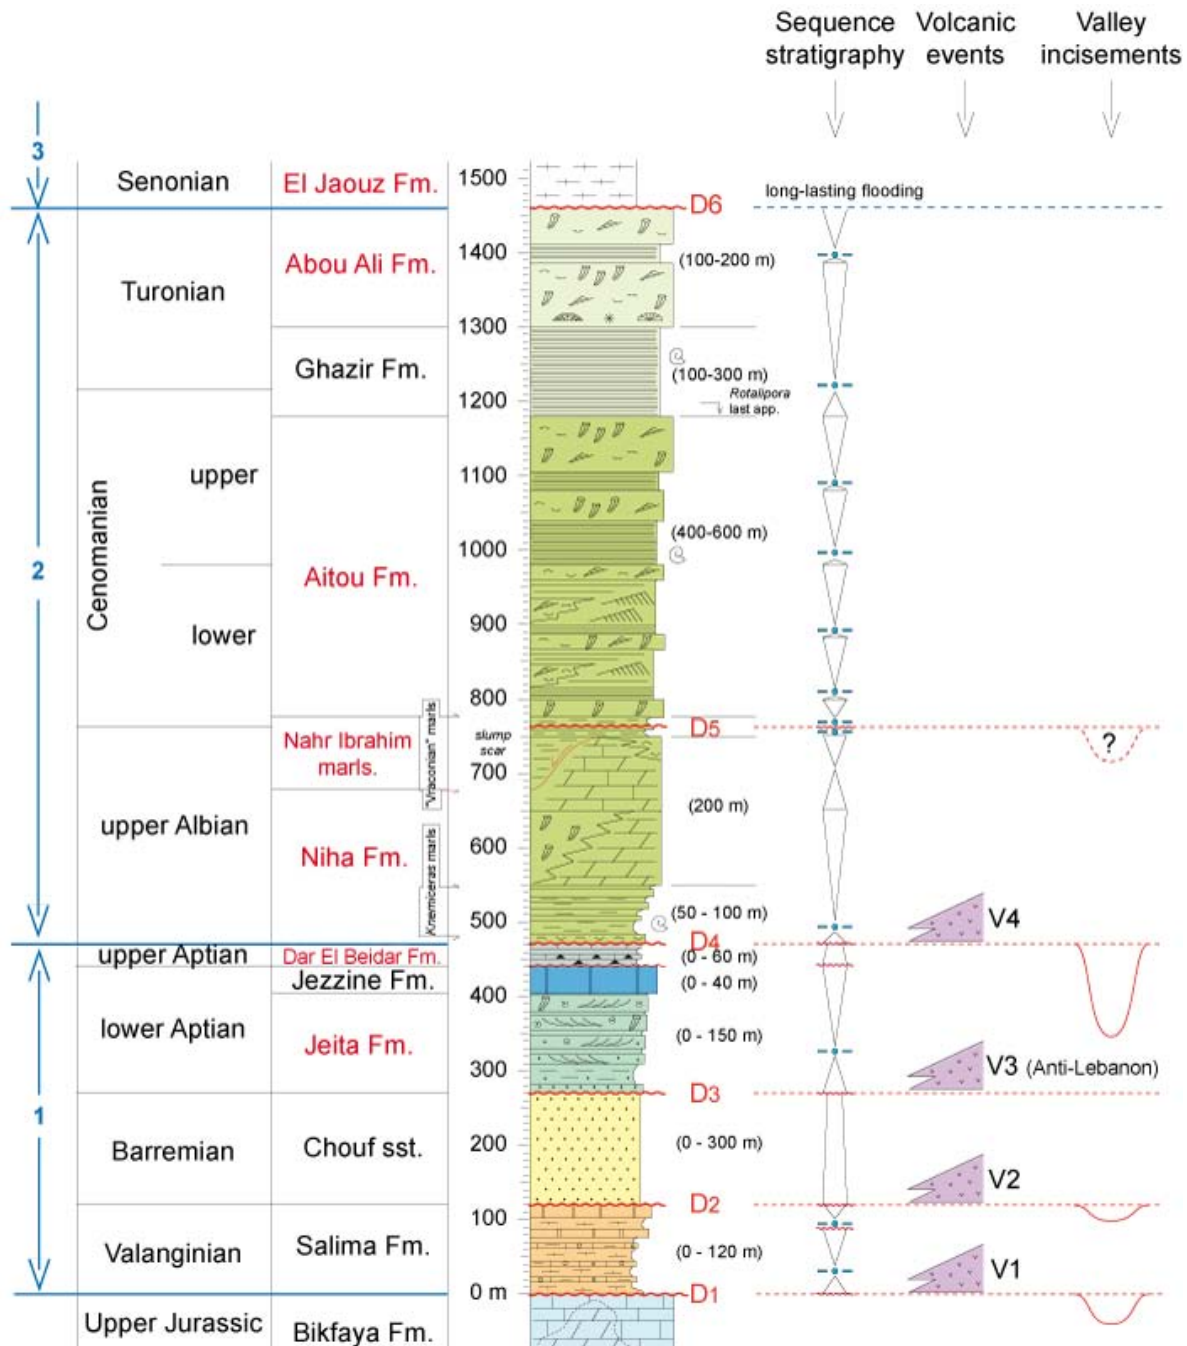 Sequence stratigraphy
Volcanic events
Valley incisements
3
Senonian
El Jaouz Fm.
1500
D6
long-lasting flooding
Turonian
Abou Ali Fm.
1400
(100-200 m)
1300
Ghazir Fm.
(100-300 m)
1200
Rotalipora
last app.
2
Cenomanian
upper
lower
Aitou Fm.
1100
(400-600 m)
1000
900
800
D5
?
upper Albian
Nahr Ibrahim
marls.
"Vraconian" marls
slump
scar
700
(200 m)
Niha Fm.
Knemiceras marls
600
500
(50 - 100 m)
V4
D4
upper Aptian
Dar El Beidar Fm.
(0 - 60 m)
Jezzine Fm.
(0 - 40 m)
400
lower Aptian
Jeita Fm.
(0 - 150 m)
300
V3 (Anti-Lebanon)
D3
1
Barremian
Chouf sst.
200
(0 - 300 m)
V2
D2
100
Valanginian
Salima Fm.
(0 - 120 m)
V1
0 m
D1
Upper Jurassic
Bikfaya Fm.